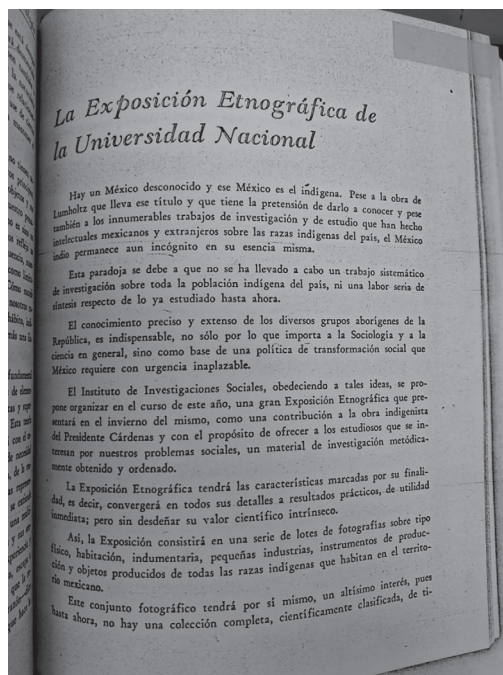 La Exposición Etnográfica de
la Universidad Nacional
Hay un México desconocido y ese México es el indígena. Pese a la obra de
Lumholtz que lleva ese título y que tiene la pretensión de darlo a conocer y pese
también a los innumerables trabajos de investigación y de estudio que han hecho
intelectuales mexicanos y extranjeros sobre las razas indígenas del país, el México
indio permanece aun incógnito en su esencia misma.
Esta paradoja se debe a que no se ha llevado a cabo un trabajo sistemático
de investigación sobre toda la población indígena del país, ni una labor seria de
síntesis respecto de lo ya estudiado hasta ahora.
El conocimiento preciso y extenso de los diversos grupos aborígenes de la
República, es indispensable, no sólo por lo que importa a la Sociología y a la
ciencia en general, sino como base de una política de transformación social que
México requiere con urgencia inaplazable.
El Instituto de Investigaciones Sociales, obedeciendo a tales ideas, se pro-
pone organizar en el curso de este año, una gran Exposición Etnográfica que pre-
sentará en el invierno del mismo, como una contribución a la obra indigenista
del Presidente Cárdenas y con el propósito de ofrecer a los estudiosos que se in-
teresan por nuestros problemas sociales, un material de investigación metódica-
mente obtenido y ordenado.
La Exposición Etnográfica tendrá las características marcadas por su finali-
dad, es decir, convergerá en todos sus detalles a resultados prácticos, de utilidad
inmediata; pero sin desdeñar su valor científico intrínseco.
Así, la Exposición consistirá en una serie de lotes de fotografías sobre tipo
físico, habitación, indumentaria, pequeñas industrias, instrumentos de produc-
ción y objetos producidos de todas las razas indígenas que habitan en el territo-
rio mexicano.
Este conjunto fotográfico tendrá por sí mismo, un altísimo interés, pues
hasta ahora, no hay una colección completa, científicamente clasificada, de ti-